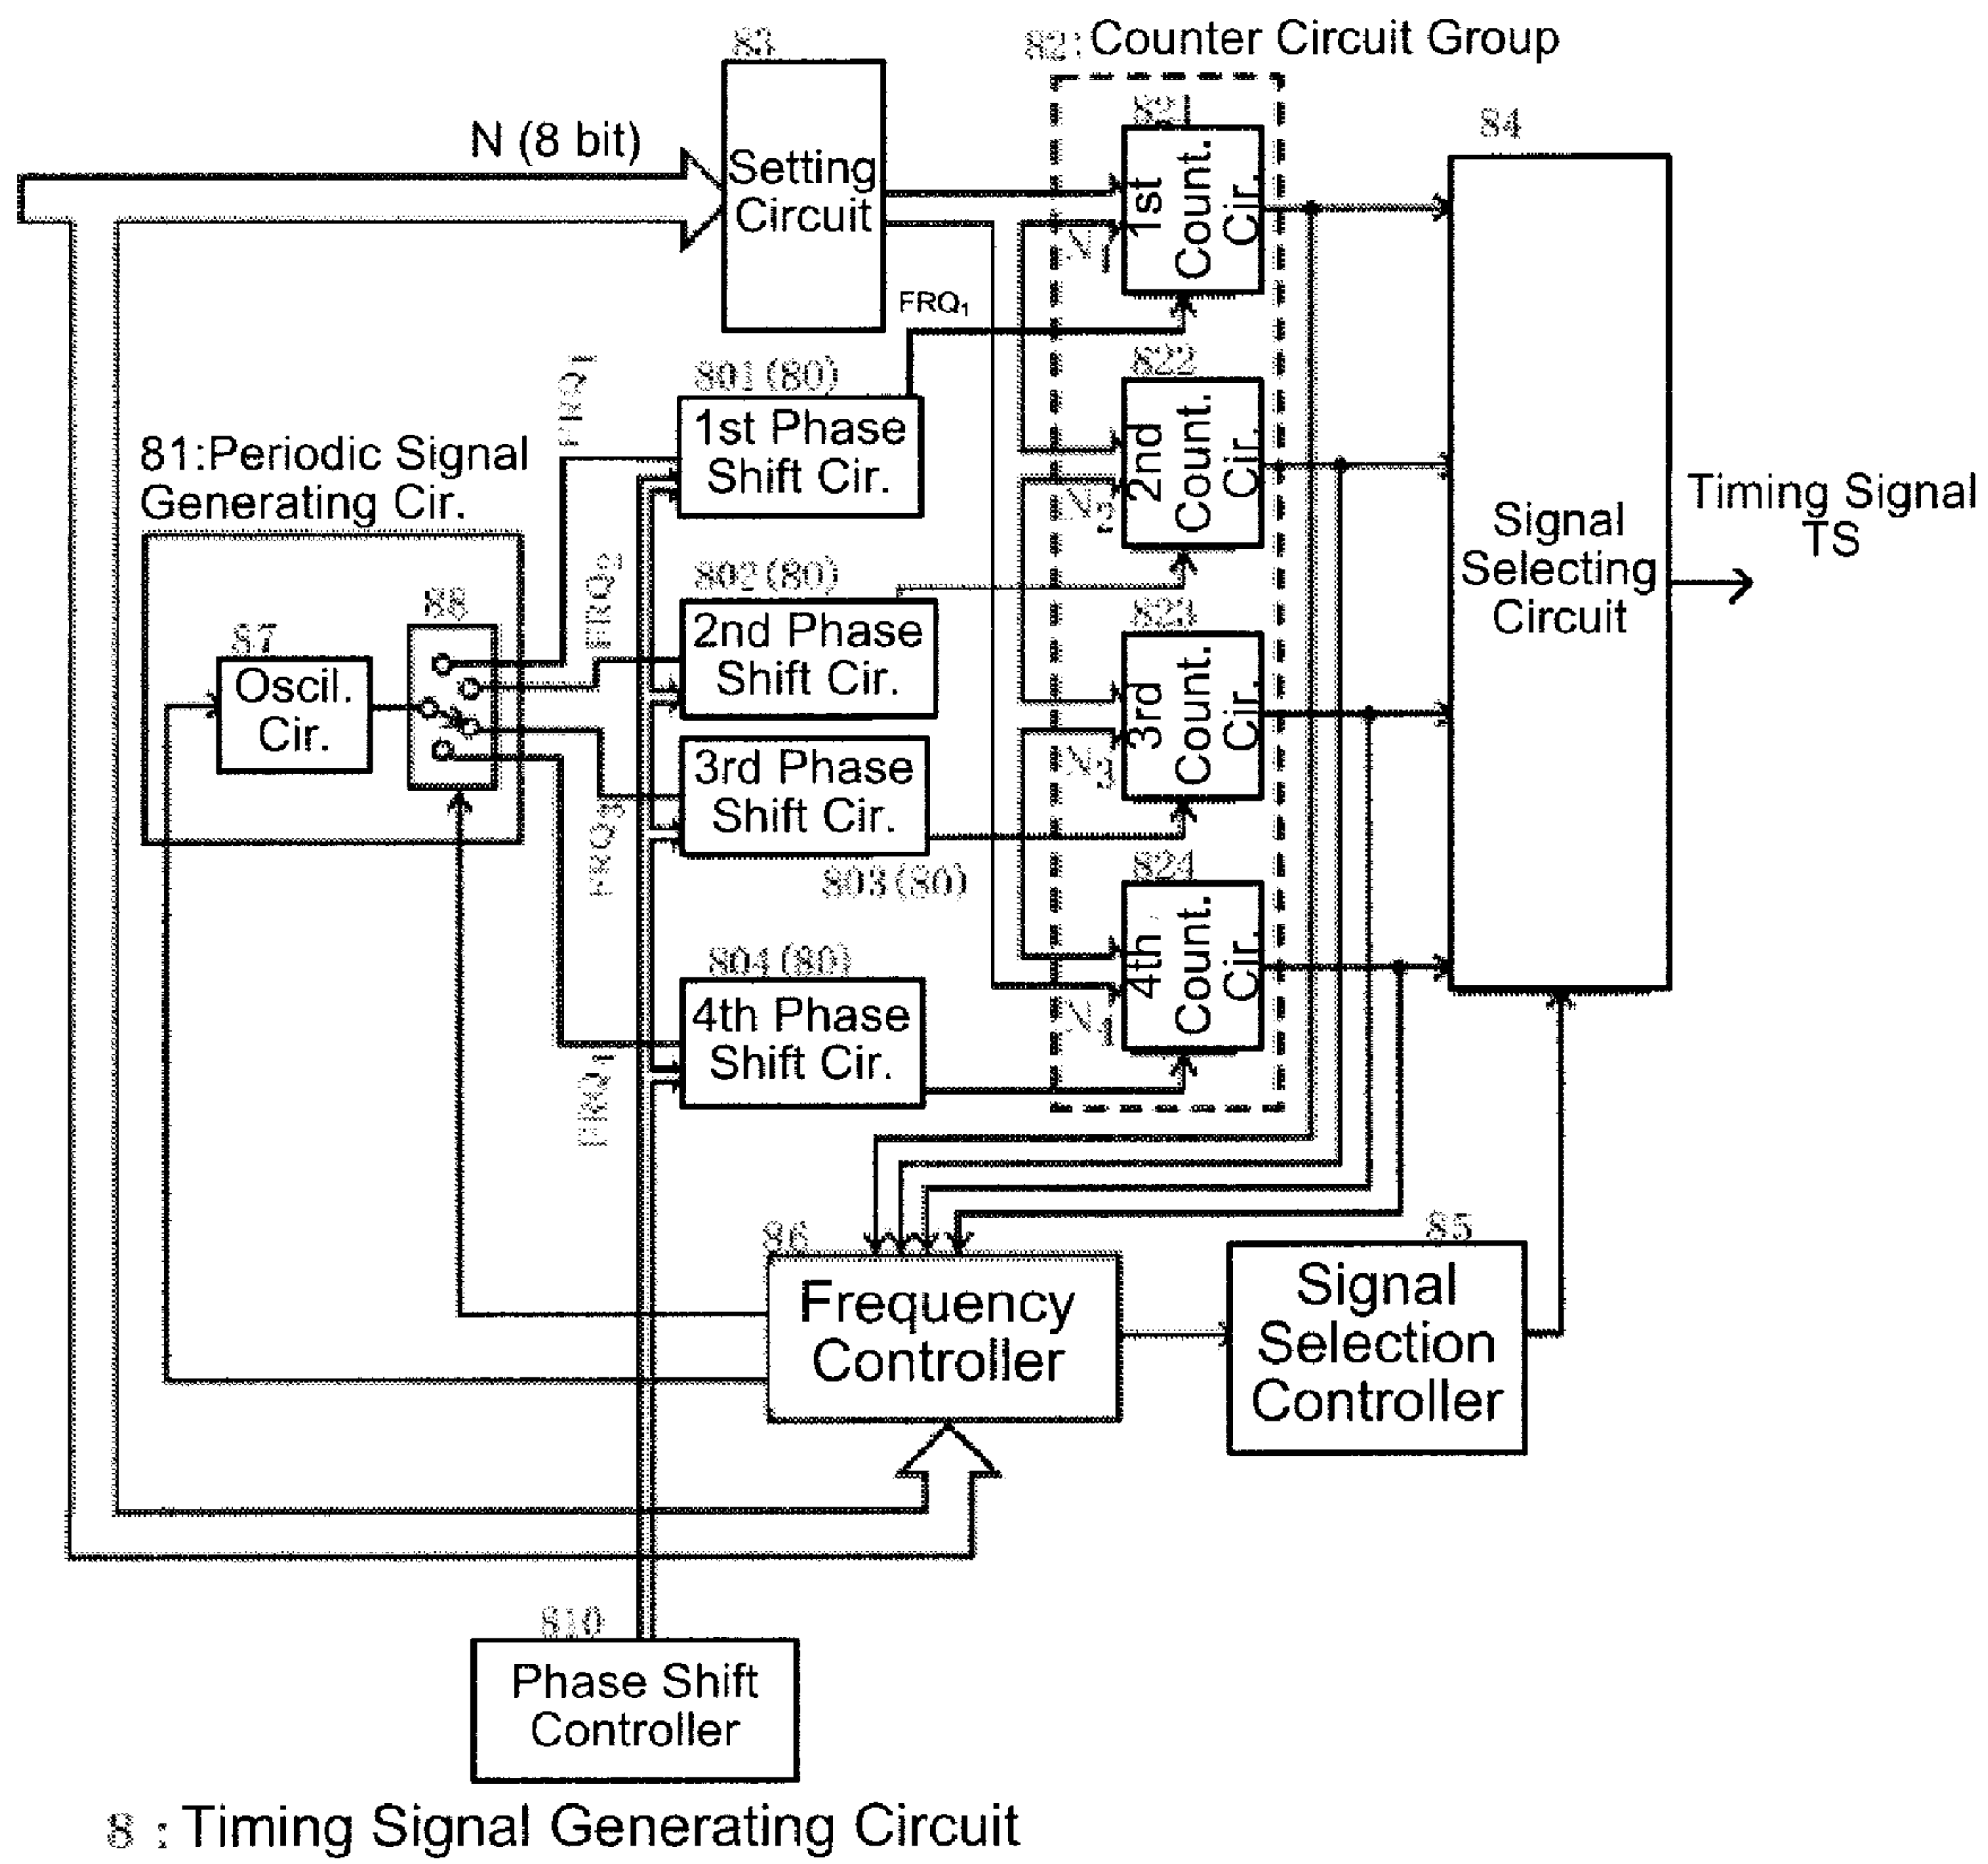 83
82: Counter Circuit Group
821
84
N (8 bit)
Setting
Circuit
1st
Count.
Cir.
N1
FRQ1
822
FRQ1
801(80)
1st Phase
Shift Cir.
2nd
Count.
Cir.
N2
81:Periodic Signal
Generating Cir.
Signal
Selecting
Circuit
Timing Signal
TS
88
87
Oscil.
Cir.
FRQ2
802(80)
2nd Phase
Shift Cir.
823
3rd
Count.
Cir.
N3
3rd Phase
Shift Cir.
803(80)
FRQ3
824
4th
Count.
Cir.
N4
804(80)
4th Phase
Shift Cir.
86
Frequency
Controller
85
Signal
Selection
Controller
810
Phase Shift
Controller
8 : Timing Signal Generating Circuit